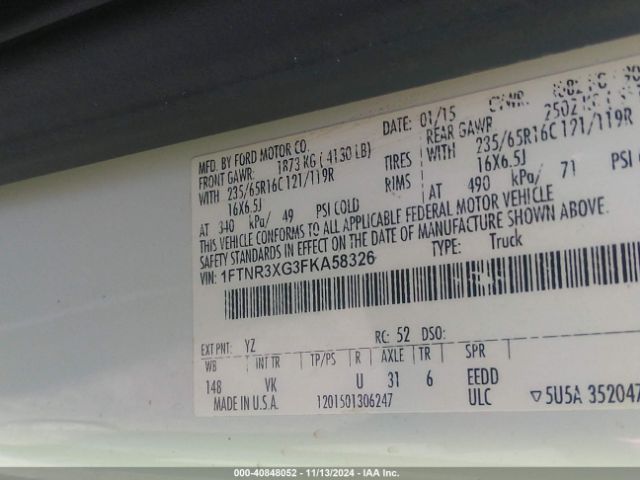 MFD. BY FORD MOTOR CO.
DATE: 01/15
GVWR:
FRONT GAWR: 1873 KG ( 4130 LB)
REAR GAWR 2502 KG
WITH 235/65R16C 121/119R TIRES WITH 235/65R16C 121/119R
16X6.5J RIMS 16X6.5J
AT 340 kPa/ 49 PSI COLD AT 490 kPa/ 71 PSI CO
THIS VEHICLE CONFORMS TO ALL APPLICABLE FEDERAL MOTOR VEHICLE
SAFETY STANDARDS IN EFFECT ON THE DATE OF MANUFACTURE SHOWN ABOVE.
VIN: 1FTNR3XG3FKA58326
TYPE: Truck
EXT PNT: YZ RC: 52 DSO:
WB INT TR TP/PS R AXLE TR SPR
148 VK U 31 6 EEDD
MADE IN U.S.A. 1201501306247 ULC ▽5U5A 352047
000-40848052 - 11/13/2024 - IAA Inc.